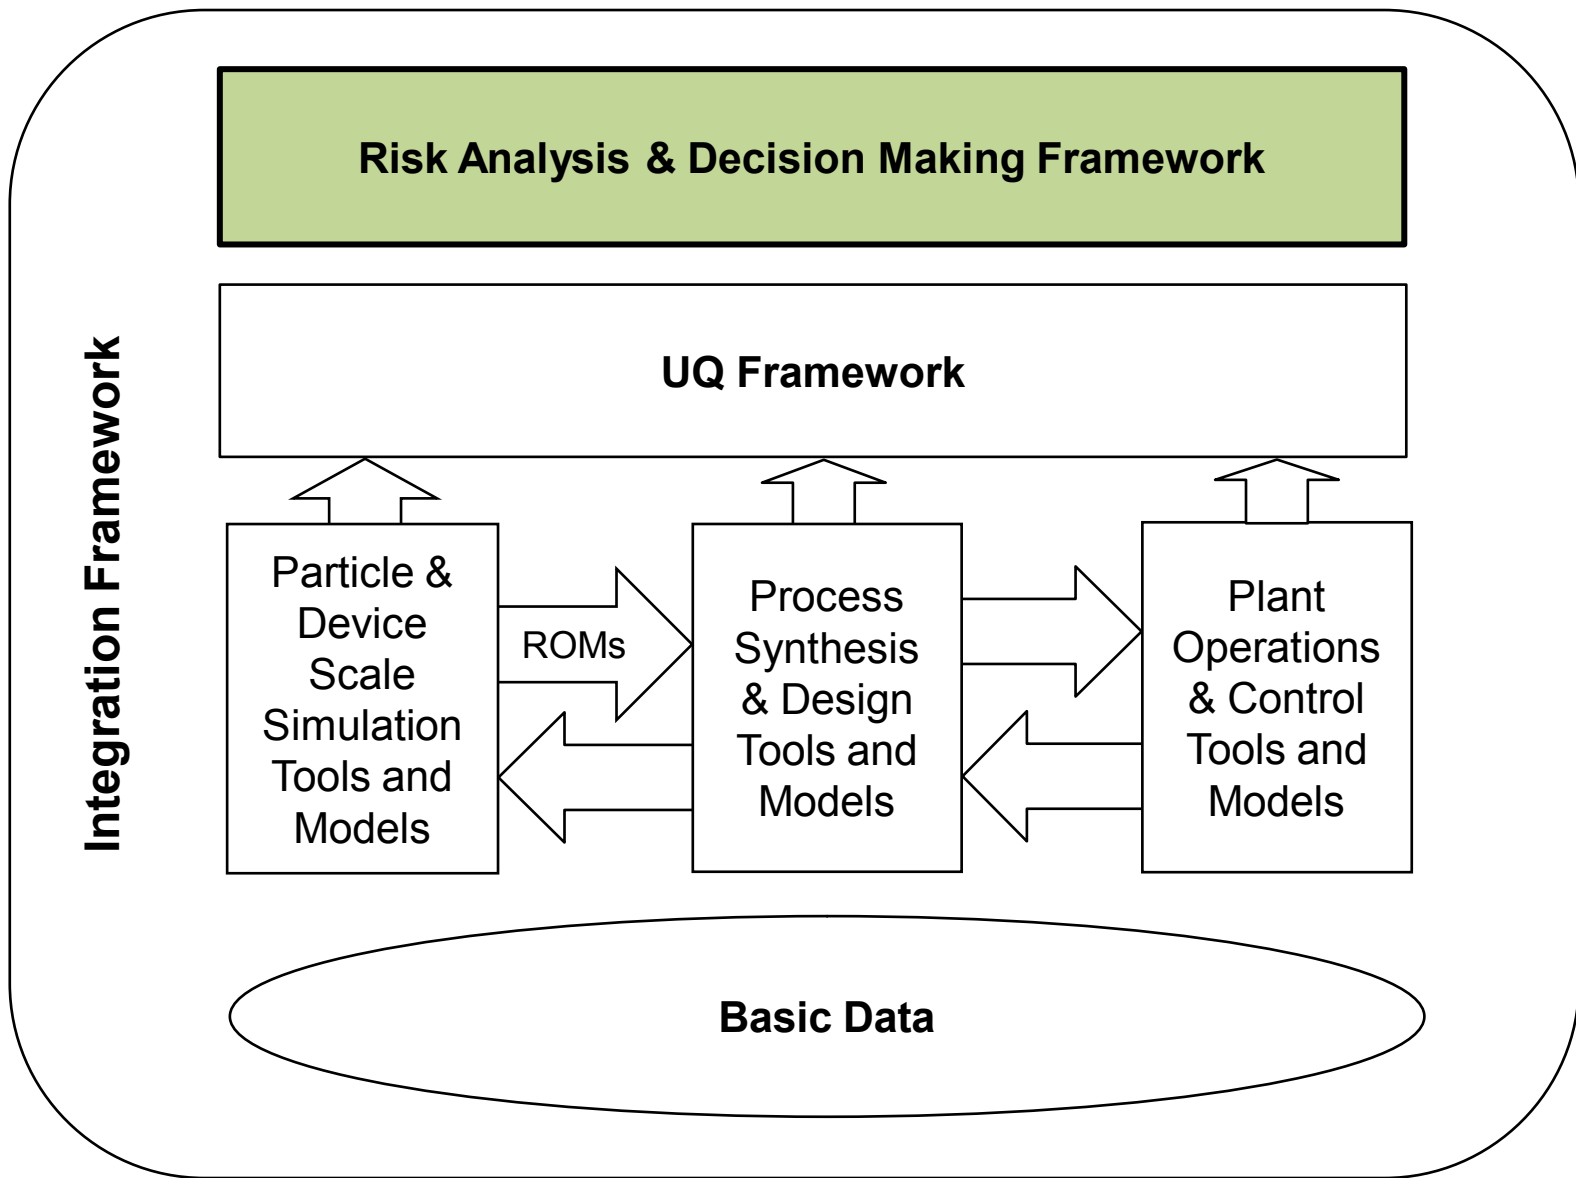 Risk Analysis & Decision Making Framework
UQ Framework
Integration Framework
Particle &
Device
Scale
Simulation
Tools and
Models
ROMs
Process
Synthesis
& Design
Tools and
Models
Plant
Operations
& Control
Tools and
Models
Basic Data